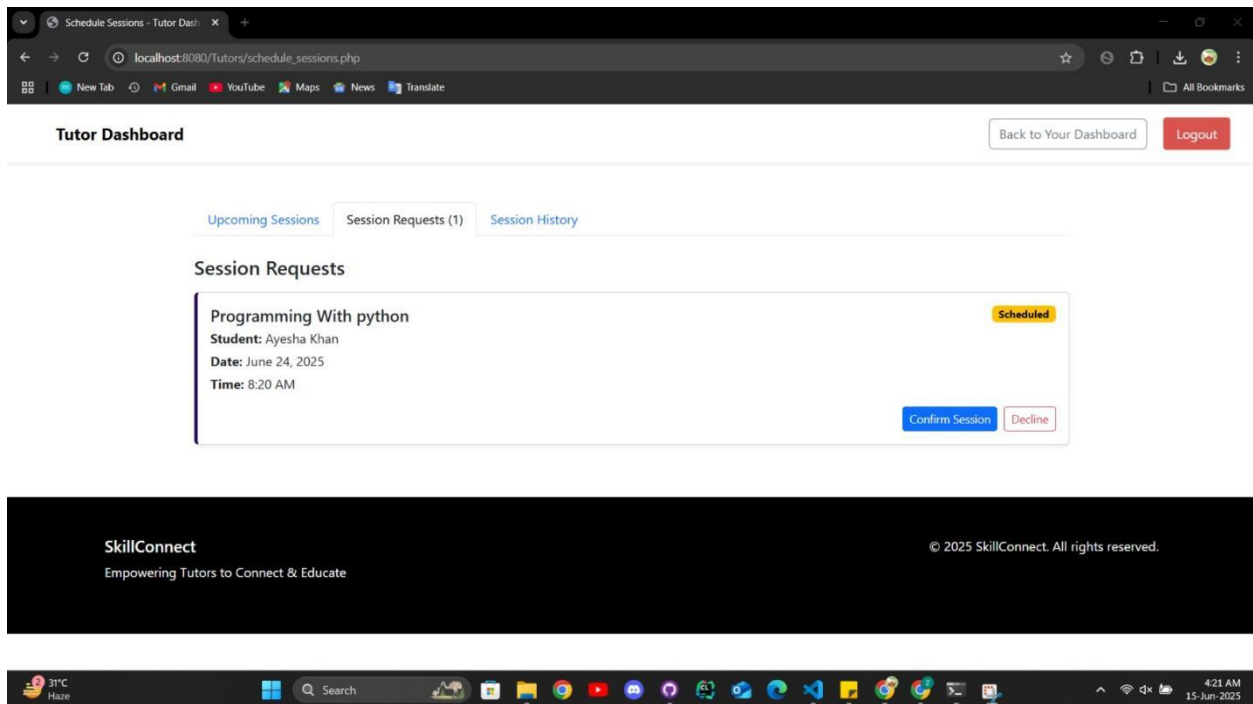 Schedule Sessions - Tutor Dash
localhost:8080/Tutors/schedule_sessions.php
New Tab Gmail YouTube Maps News Translate All Bookmarks
Tutor Dashboard Back to Your Dashboard Logout
Upcoming Sessions Session Requests (1) Session History
Session Requests
Programming With python Scheduled
Student: Ayesha Khan
Date: June 24, 2025
Time: 8:20 AM
Confirm Session Decline
SkillConnect © 2025 SkillConnect. All rights reserved.
Empowering Tutors to Connect & Educate
2 31°C Search 2 4:21 AM
Haze 15-Jun-2025